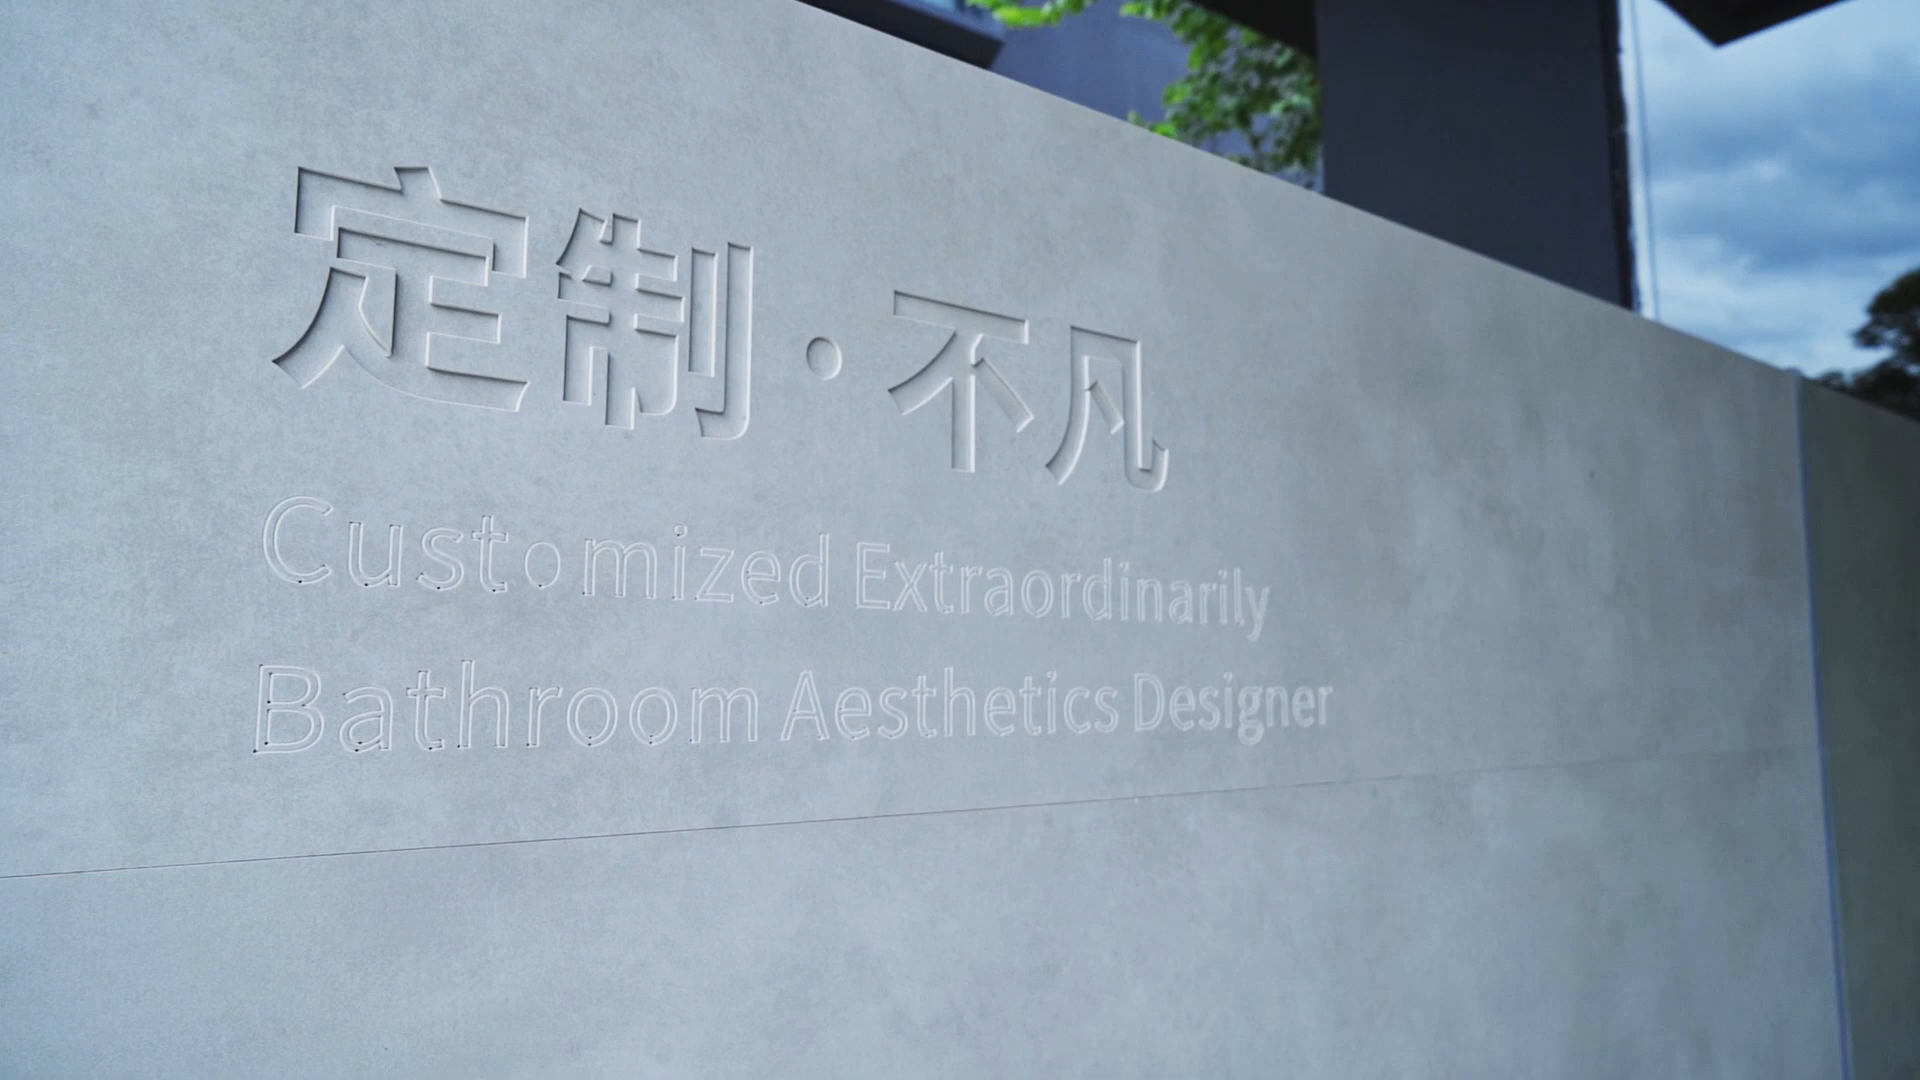 定制·不凡
Customized Extraordinarily
Bathroom Aesthetics Designer